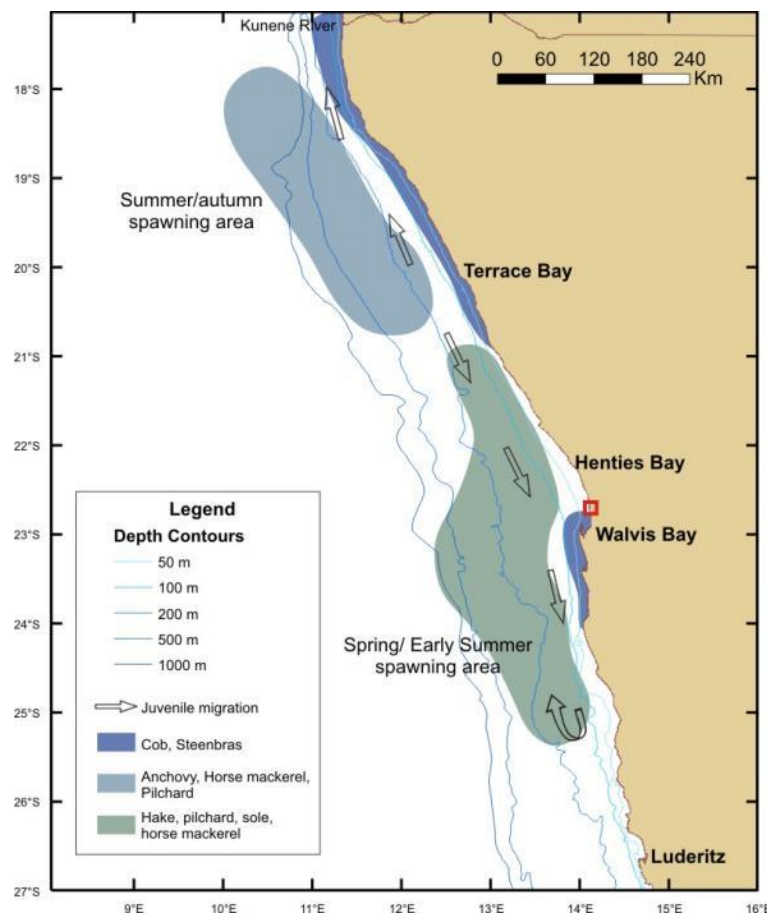 Kunene River
0 60 120 180 240
Km
18°S
19°S
20°S
21°S
22°S
23°S
24°S
25°S
26°S
27°S
Summer/autumn
spawning area
Terrace Bay
Henties Bay
Walvis Bay
Spring/ Early Summer
spawning area
Luderitz
Legend
Depth Contours
50 m
100 m
200 m
500 m
1000 m
Juvenile migration
Cob, Steenbras
Anchovy, Horse mackerel,
Pilchard
Hake, pilchard, sole,
horse mackerel
9°E 10°E 11°E 12°E 13°E 14°E 15°E 16°E